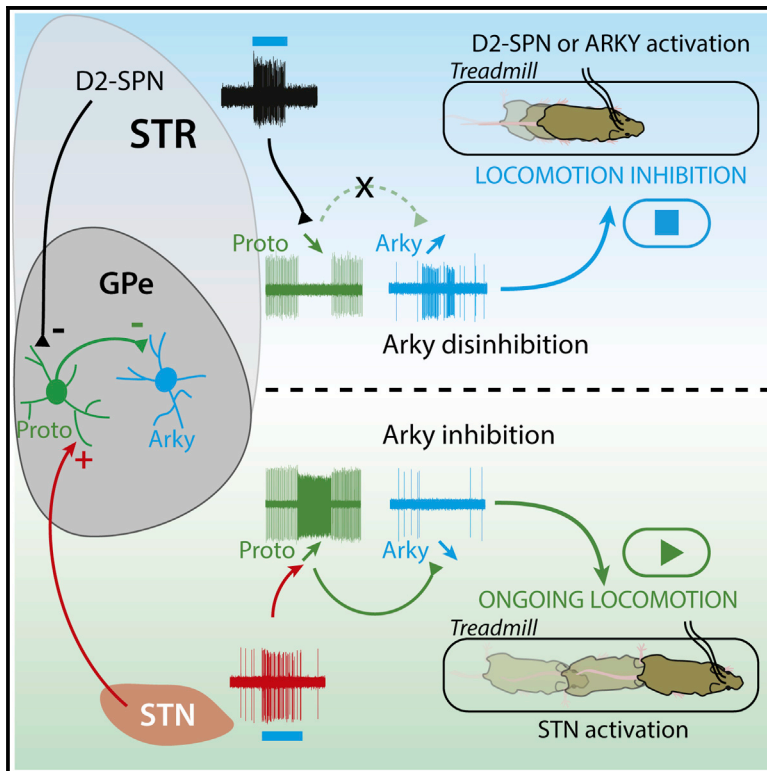 D2-SPN
STR
GPe
-
-
Proto
Arky
+
STN
X
Proto
Arky
Arky disinhibition
D2-SPN or ARKY activation
Treadmill
LOCOMOTION INHIBITION
Arky inhibition
Proto
Arky
ONGOING LOCOMOTION
Treadmill
STN activation